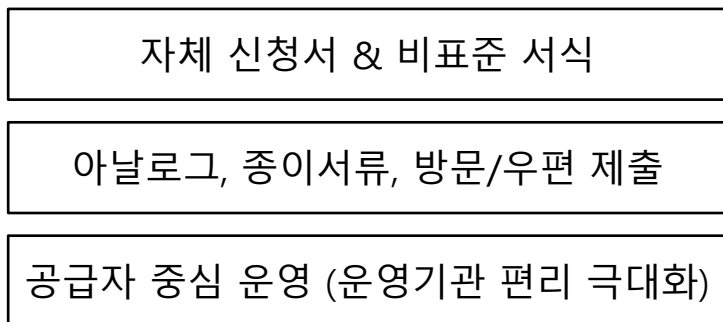 자체 신청서 & 비표준 서식
아날로그, 종이서류, 방문/우편 제출
공급자 중심 운영 (운영기관 편리 극대화)